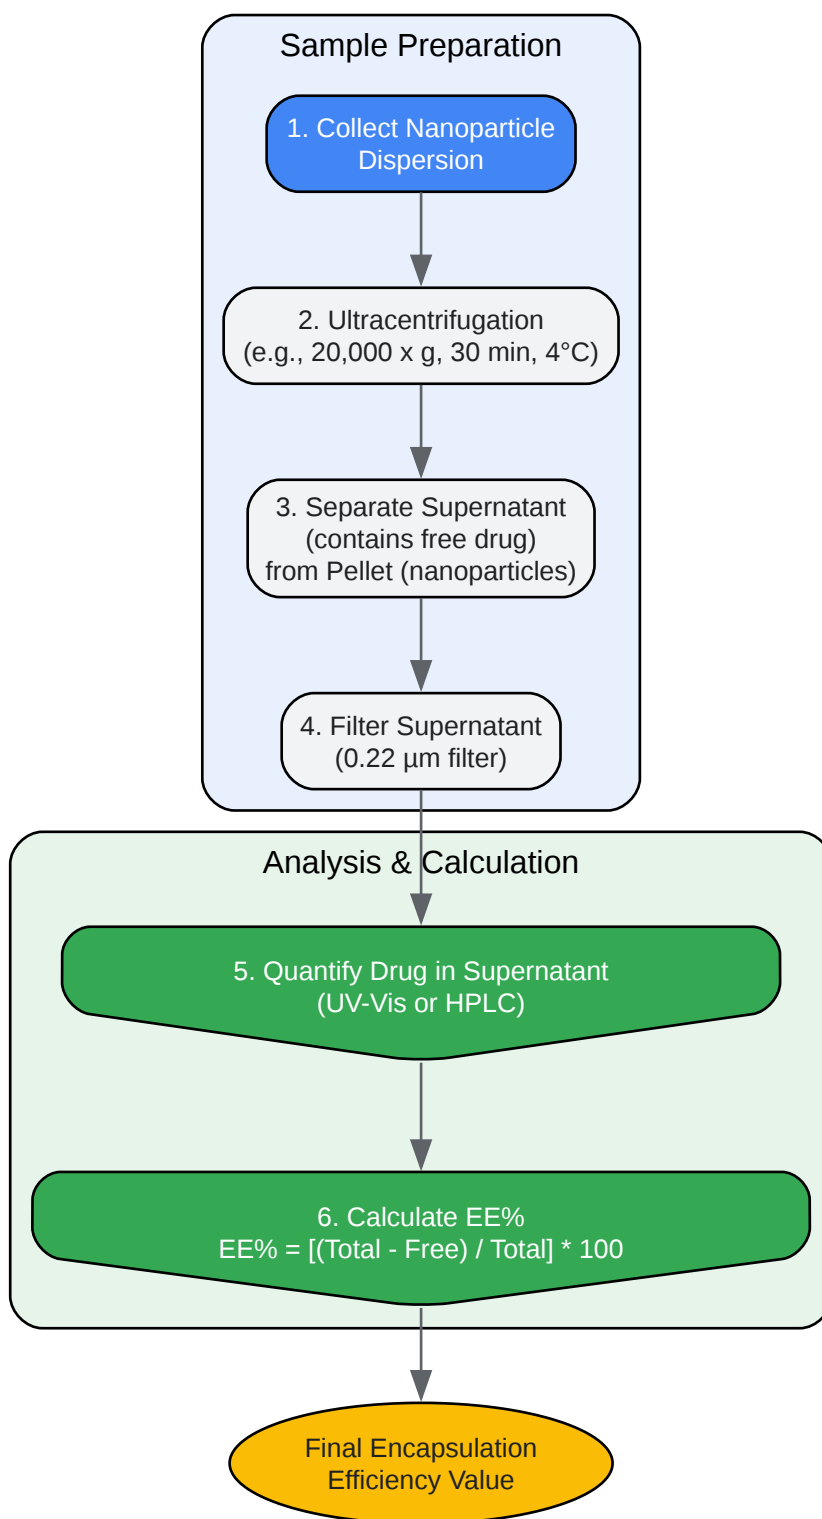 Sample Preparation
1. Collect Nanoparticle
Dispersion
2. Ultracentrifugation
(e.g., 20,000 x g, 30 min, 4°C)
3. Separate Supernatant
(contains free drug)
from Pellet (nanoparticles)
4. Filter Supernatant
(0.22 µm filter)
Analysis & Calculation
5. Quantify Drug in Supernatant
(UV-Vis or HPLC)
6. Calculate EE%
EE% = [(Total - Free) / Total] * 100
Final Encapsulation
Efficiency Value